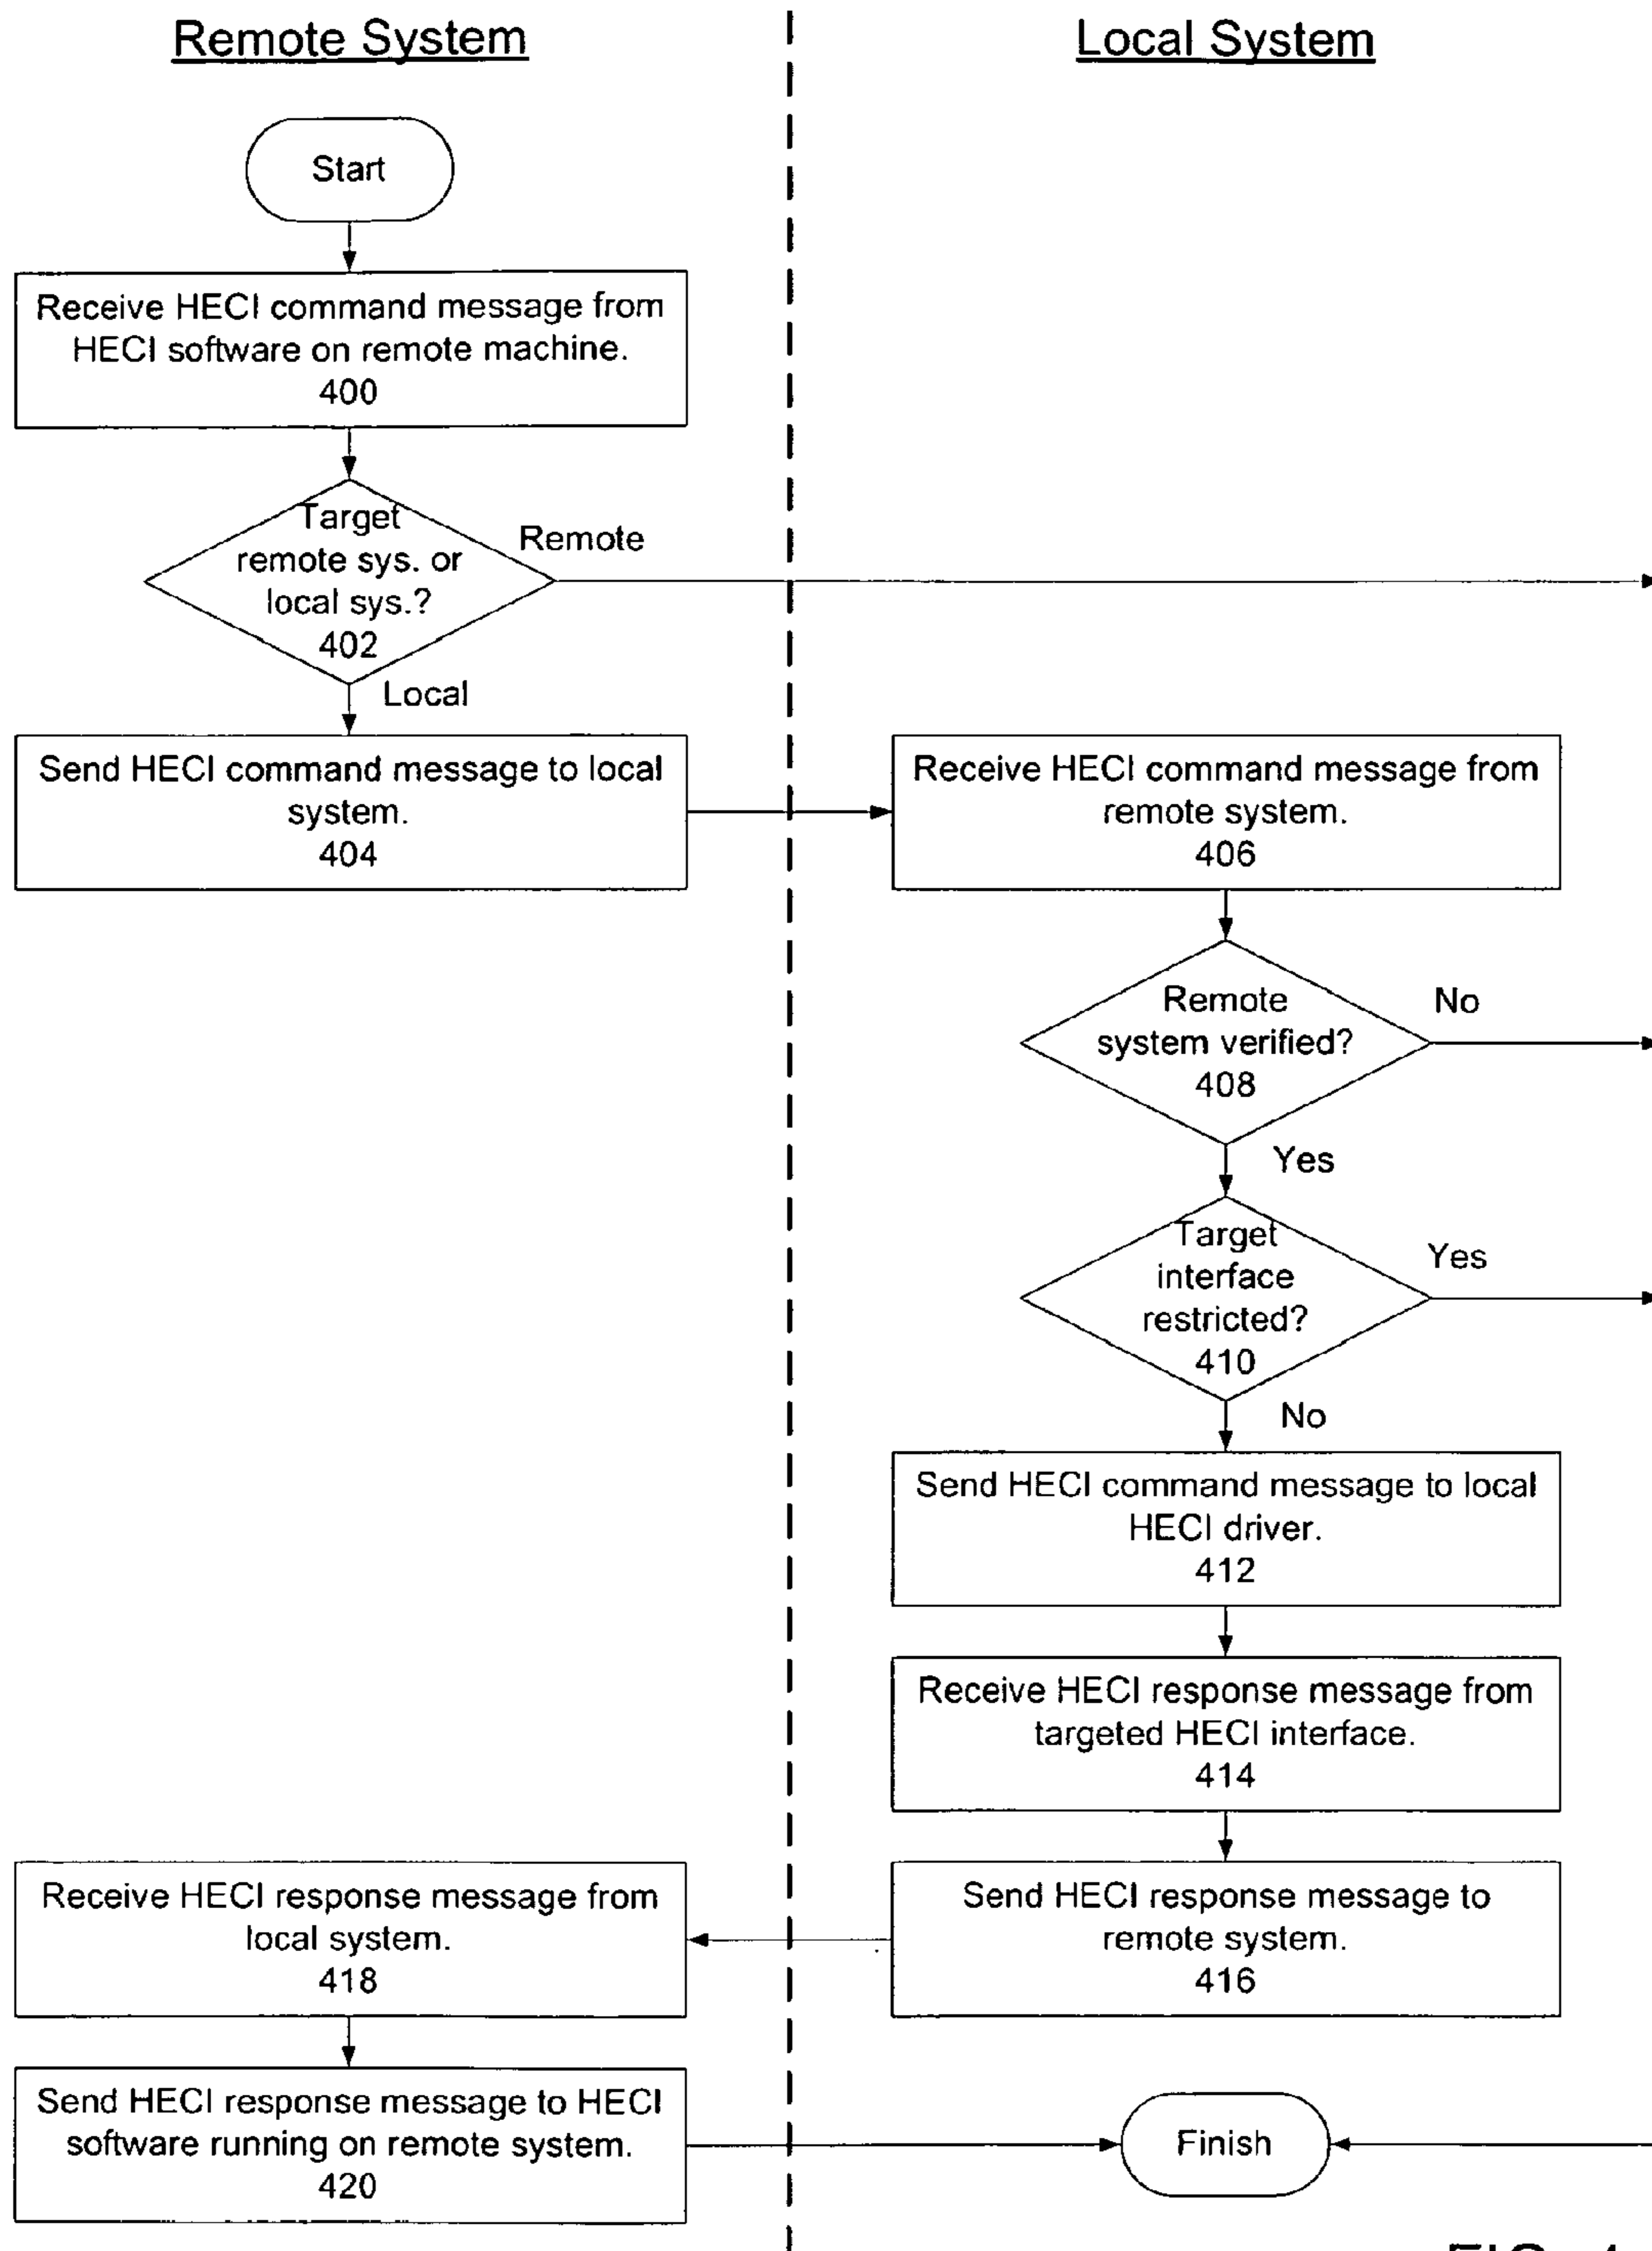 Remote System
Local System
Start
Receive HECI command message from
HECI software on remote machine.
400
Target
remote sys. or
local sys.?
402
Remote
Local
Send HECI command message to local
system.
404
Receive HECI command message from
remote system.
406
Remote
system verified?
408
No
Yes
Target
interface
restricted?
410
Yes
No
Send HECI command message to local
HECI driver.
412
Receive HECI response message from
targeted HECI interface.
414
Send HECI response message to
remote system.
416
Receive HECI response message from
local system.
418
Send HECI response message to HECI
software running on remote system.
420
Finish